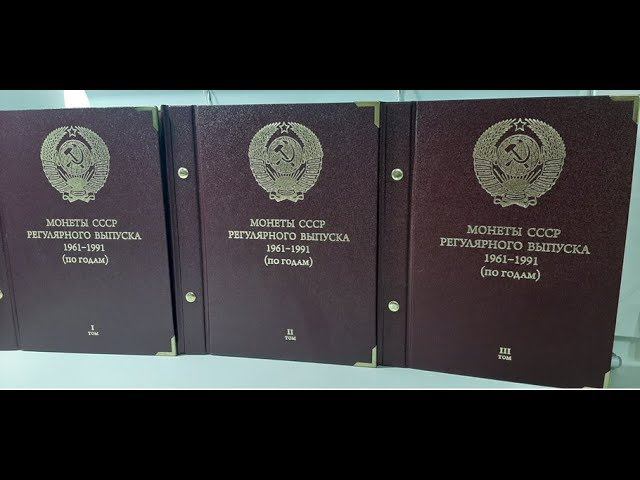 МОНЕТЫ СССР
РЕГУЛЯРНОГО ВЫПУСКА
1961–1991
(ПО ГОДАМ)
I
ТОМ
МОНЕТЫ СССР
РЕГУЛЯРНОГО ВЫПУСКА
1961–1991
(ПО ГОДАМ)
II
ТОМ
МОНЕТЫ СССР
РЕГУЛЯРНОГО ВЫПУСКА
1961–1991
(ПО ГОДАМ)
III
ТОМ